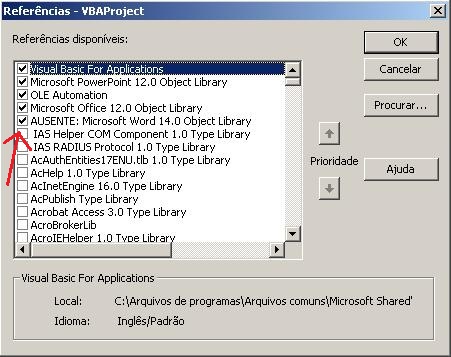 Referências - VBAProject
Referências disponíveis:
OK
Visual Basic For Applications
Microsoft PowerPoint 12.0 Object Library
OLE Automation
Microsoft Office 12.0 Object Library
AUSENTE: Microsoft Word 14.0 Object Library
IAS Helper COM Component 1.0 Type Library
IAS RADIUS Protocol 1.0 Type Library
AcAuthEntities17ENU.tlb 1.0 Type Library
AcHelp 1.0 Type Library
AcInetEngine 16.0 Type Library
AcPublish Type Library
Acrobat Access 3.0 Type Library
AcroBrokerLib
AcroIEHelper 1.0 Type Library
Cancelar
Procurar...
Prioridade
Ajuda
Visual Basic For Applications
Local: C:\Arquivos de programas\Arquivos comuns\Microsoft Shared'
Idioma: Inglês/Padrão